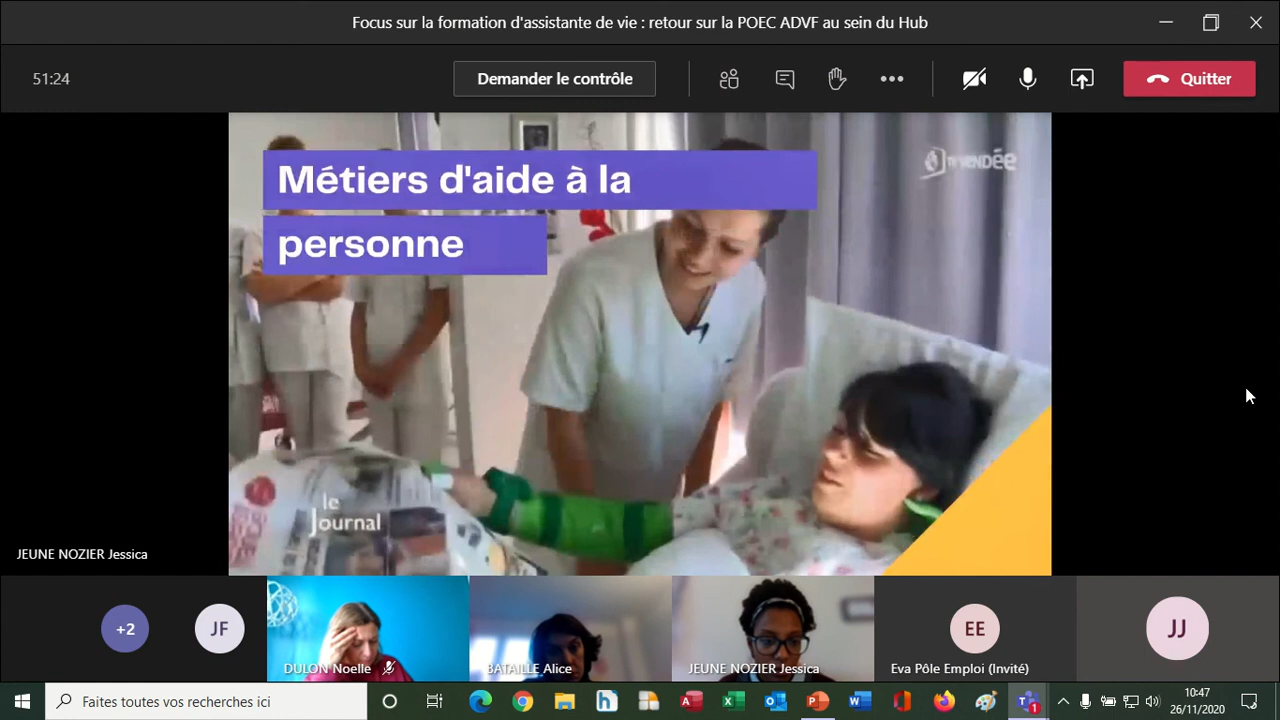 Focus sur la formation d'assistante de vie : retour sur la POEC ADVF au sein du Hub
51:24
Demander le contrôle
Quitter
Métiers d'aide à la
personne
TV VENDÉE
le
Journal
JEUNE NOZIER Jessica
+2
JF
DULON Noelle
BATAILLE Alice
JEUNE NOZIER Jessica
EE
Eva Pôle Emploi (Invité)
JJ
Faites toutes vos recherches ici
10:47
26/11/2020